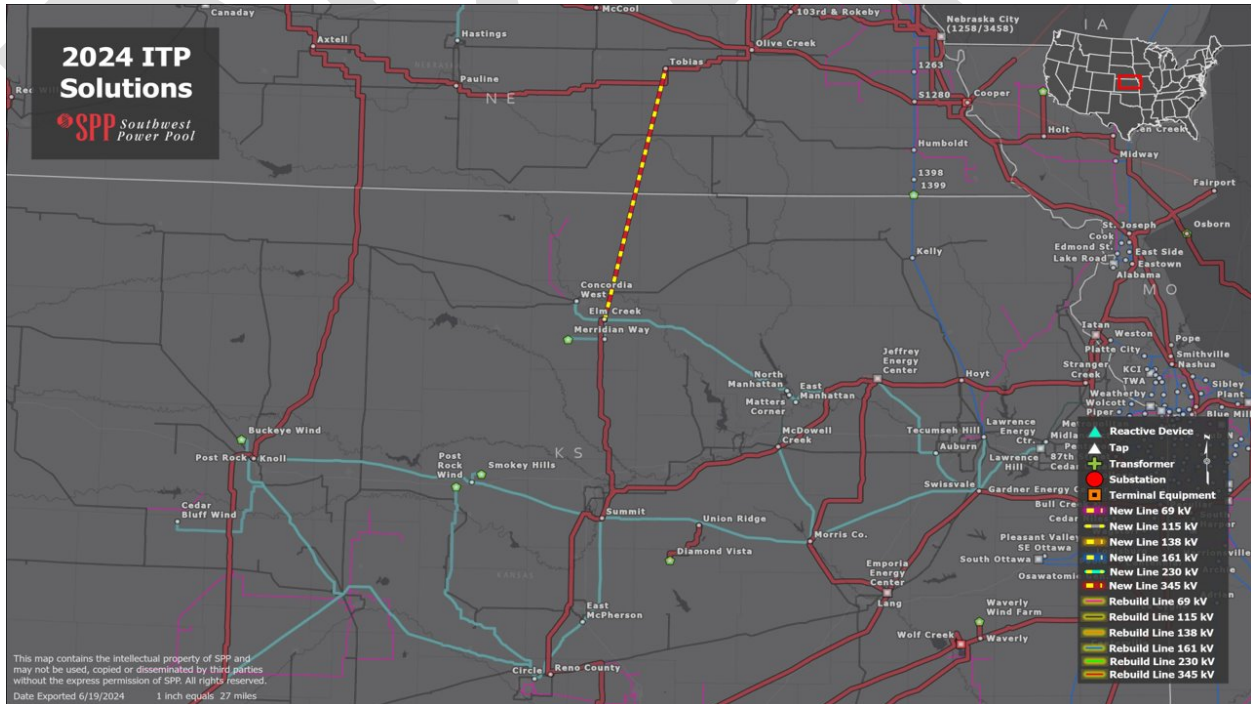 2024 ITP
Solutions
SPP Southwest
Power Pool
Canaday
Axtell
Hastings
McCool
103rd & Rokeby
Nebraska City
(1258/3458)
IA
Olive Creek
Tobias
Pauline
NE
NEBRASKA
1263
S1280
Cooper
Holt
Midway
Humboldt
1398
1399
Fairport
St. Joseph
Osborn
Cook
Edmond St.
Lake Road
East Side
Eastown
Alabama
Kelly
MO
Concordia
West
Elm Creek
Merridian Way
Iatan
Weston
Pope
Platte City
Smithville
Nashua
Stranger
Creek
KCI
TWA
Sibley
Plant
Weatherby
Wolcott
Piper
Jeffrey
Energy
Center
Hoyt
North
Manhattan
East
Manhattan
Matters
Corner
McDowell
Creek
Tecumseh Hill
Lawrence
Energy
Ctr.
Auburn
Lawrence
Hill
87th
Swissvale
Gardner Energy
Buckeye Wind
Post Rock
Knoll
Post
Rock
Wind
Smokey Hills
KS
Cedar
Bluff Wind
Summit
Union Ridge
Morris Co.
Diamond Vista
KANSAS
Pleasant Valley
SE Ottawa
South Ottawa
Osawatomie
Emporia
Energy
Center
Lang
Waverly
Wind Farm
Wolf Creek
Waverly
East
McPherson
Circle
Reno County
Reactive Device
Tap
Transformer
Substation
Terminal Equipment
New Line 69 kV
New Line 115 kV
New Line 138 kV
New Line 161 kV
New Line 230 kV
New Line 345 kV
Rebuild Line 69 kV
Rebuild Line 115 kV
Rebuild Line 138 kV
Rebuild Line 161 kV
Rebuild Line 230 kV
Rebuild Line 345 kV
This map contains the intellectual property of SPP and
may not be used, copied or disseminated by third parties
without the express permission of SPP. All rights reserved.
Date Exported 6/19/2024 1 inch equals 27 miles